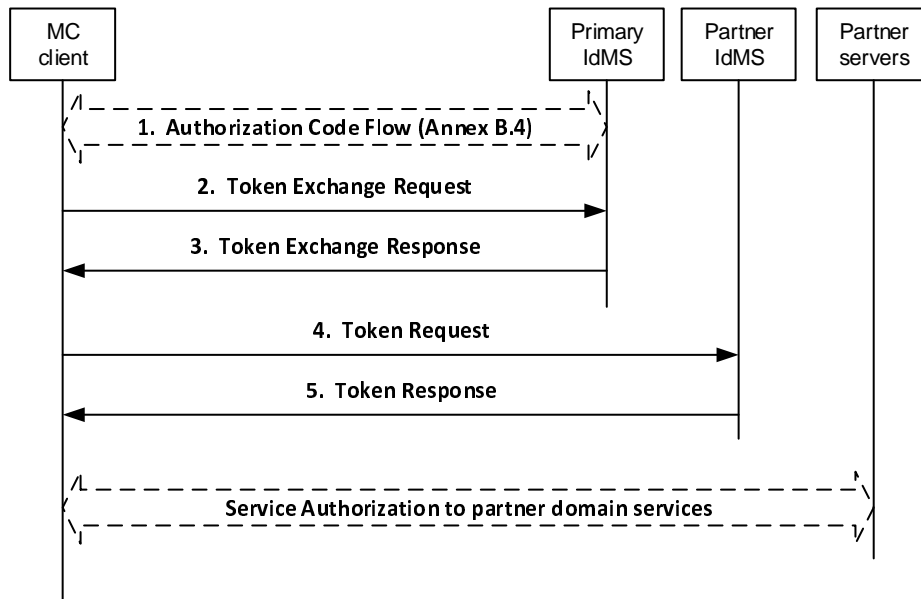 MC
client
Primary
IdMS
Partner
IdMS
Partner
servers
1. Authorization Code Flow (Annex B.4)
2. Token Exchange Request
3. Token Exchange Response
4. Token Request
5. Token Response
Service Authorization to partner domain services